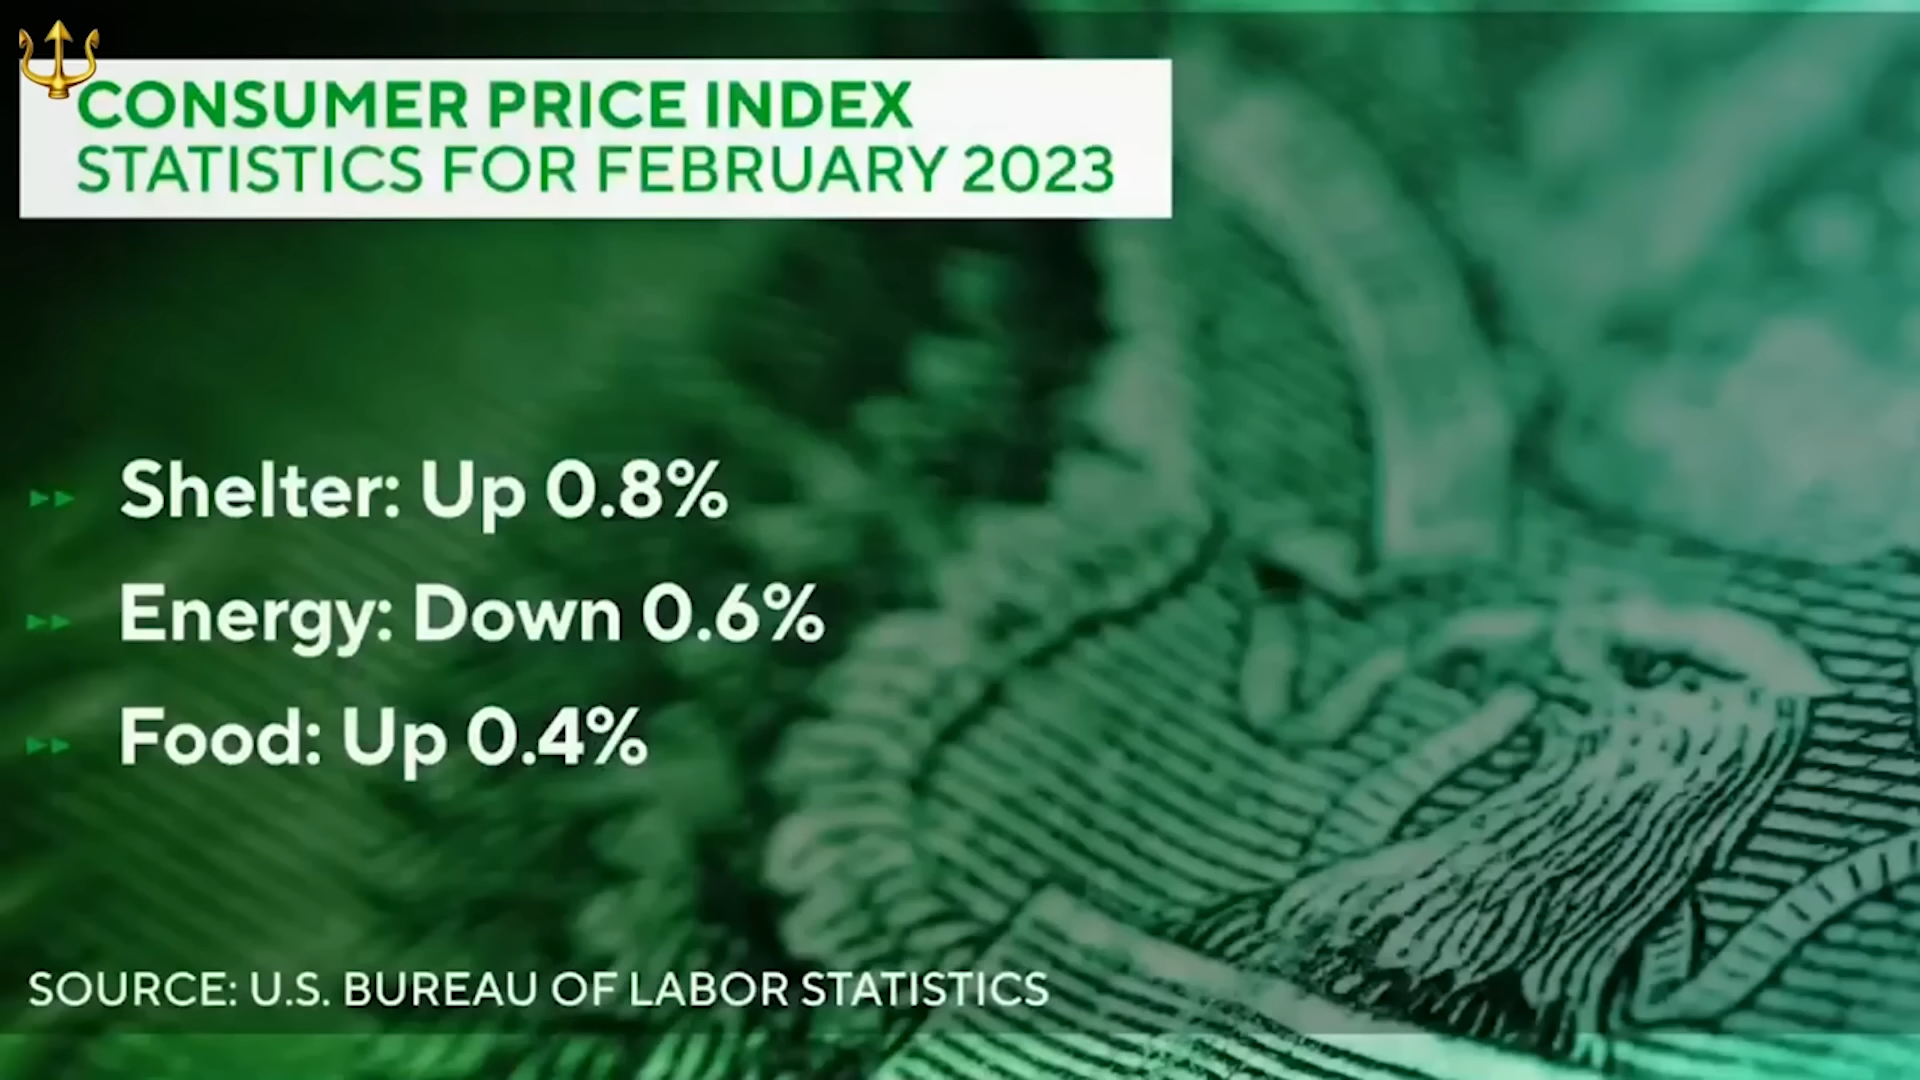 CONSUMER PRICE INDEX
STATISTICS FOR FEBRUARY 2023
Shelter: Up 0.8%
Energy: Down 0.6%
Food: Up 0.4%
SOURCE: U.S. BUREAU OF LABOR STATISTICS